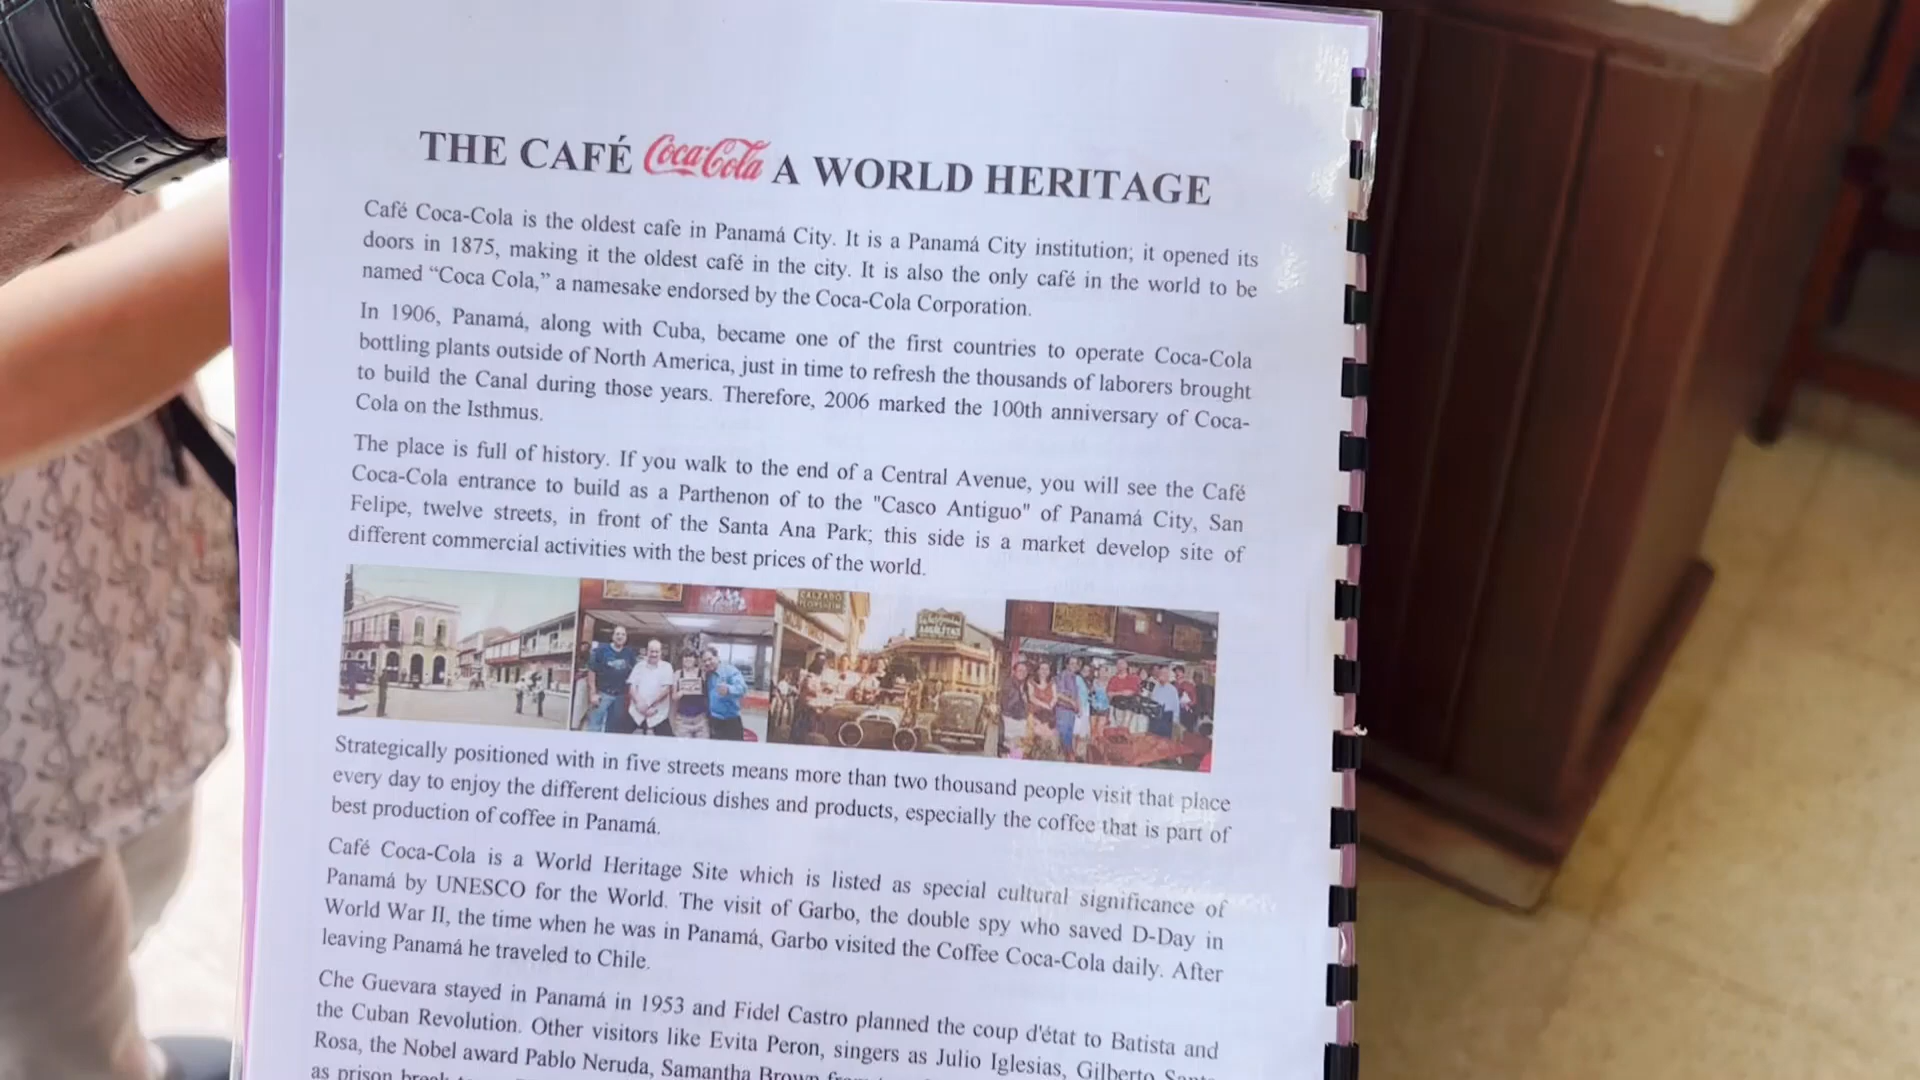 THE CAFÉ Coca-Cola A WORLD HERITAGE
Café Coca-Cola is the oldest cafe in Panamá City. It is a Panamá City institution; it opened its
doors in 1875, making it the oldest café in the city. It is also the only café in the world to be
named “Coca Cola,” a namesake endorsed by the Coca-Cola Corporation.
In 1906, Panamá, along with Cuba, became one of the first countries to operate Coca-Cola
bottling plants outside of North America, just in time to refresh the thousands of laborers brought
to build the Canal during those years. Therefore, 2006 marked the 100th anniversary of Coca-
Cola on the Isthmus.
The place is full of history. If you walk to the end of a Central Avenue, you will see the Café
Coca-Cola entrance to build as a Parthenon of to the "Casco Antiguo" of Panamá City, San
Felipe, twelve streets, in front of the Santa Ana Park; this side is a market develop site of
different commercial activities with the best prices of the world.
CALZADO
Strategically positioned with in five streets means more than two thousand people visit that place
every day to enjoy the different delicious dishes and products, especially the coffee that is part of
best production of coffee in Panamá.
Café Coca-Cola is a World Heritage Site which is listed as special cultural significance of
Panamá by UNESCO for the World. The visit of Garbo, the double spy who saved D-Day in
World War II, the time when he was in Panamá, Garbo visited the Coffee Coca-Cola daily. After
leaving Panamá he traveled to Chile.
Che Guevara stayed in Panamá in 1953 and Fidel Castro planned the coup d'état to Batista and
the Cuban Revolution. Other visitors like Evita Peron, singers as Julio Iglesias, Gilberto
Rosa, the Nobel award Pablo Neruda, Samantha Brown
as prison break